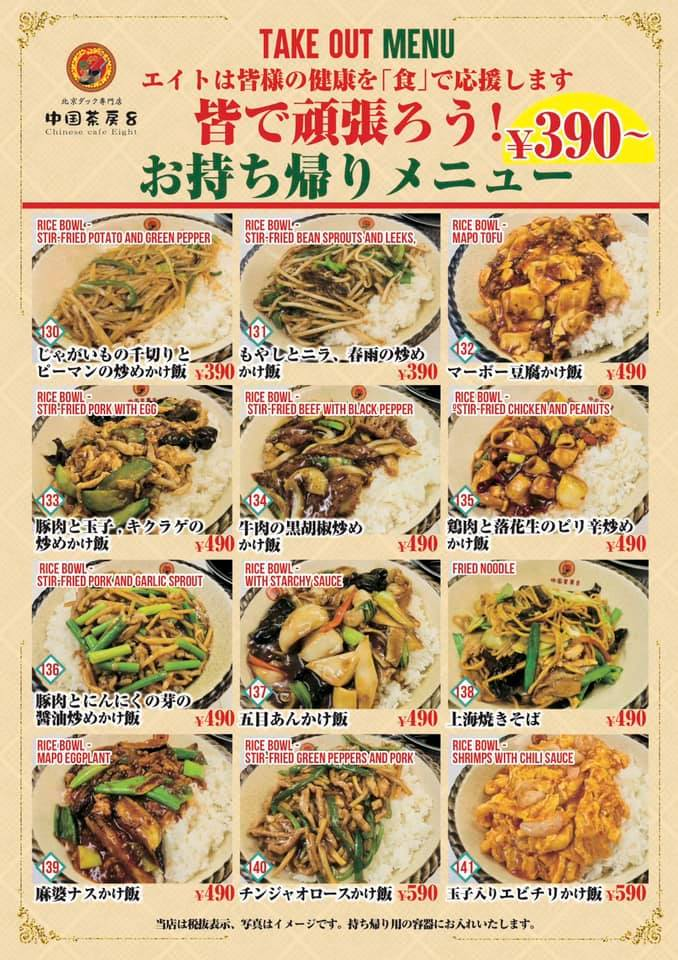 TAKE OUT MENU
エイトは皆様の健康を「食」で応援します
北京ダック専門店
中国茶房8
Chinese cafe Eight
皆で頑張ろう!
¥390~
お持ち帰りメニュー
RICE BOWL -
STIR-FRIED POTATO AND GREEN PEPPER
130
じゃがいもの千切りと
ピーマンの炒めかけ飯 ¥390
RICE BOWL -
STIR-FRIED BEAN SPROUTS AND LEEKS,
131
もやしとニラ、春雨の炒め
かけ飯 ¥390
RICE BOWL -
MAPO TOFU
132
マーボー豆腐かけ飯 ¥490
RICE BOWL -
STIR-FRIED PORK WITH EGG
133
豚肉と玉子,キクラゲの
炒めかけ飯 ¥490
RICE BOWL -
STIR-FRIED BEEF WITH BLACK PEPPER
134
牛肉の黒胡椒炒め
かけ飯 ¥490
RICE BOWL -
STIR-FRIED CHICKEN AND PEANUTS
135
鶏肉と落花生のピリ辛炒め
かけ飯 ¥490
RICE BOWL -
STIR-FRIED PORK AND GARLIC SPROUT
136
豚肉とにんにくの芽の
醤油炒めかけ飯 ¥490
RICE BOWL -
WITH STARCHY SAUCE
137
五目あんかけ飯 ¥490
FRIED NOODLE
中国茶房8
138
上海焼きそば ¥490
RICE BOWL -
MAPO EGGPLANT
139
麻婆ナスかけ飯 ¥490
RICE BOWL -
STIR-FRIED GREEN PEPPERS AND PORK
140
チンジャオロースかけ飯 ¥590
RICE BOWL -
SHRIMPS WITH CHILI SAUCE
141
玉子入りエビチリかけ飯 ¥590
当店は税抜表示、写真はイメージです。持ち帰り用の容器にお入れいたします。